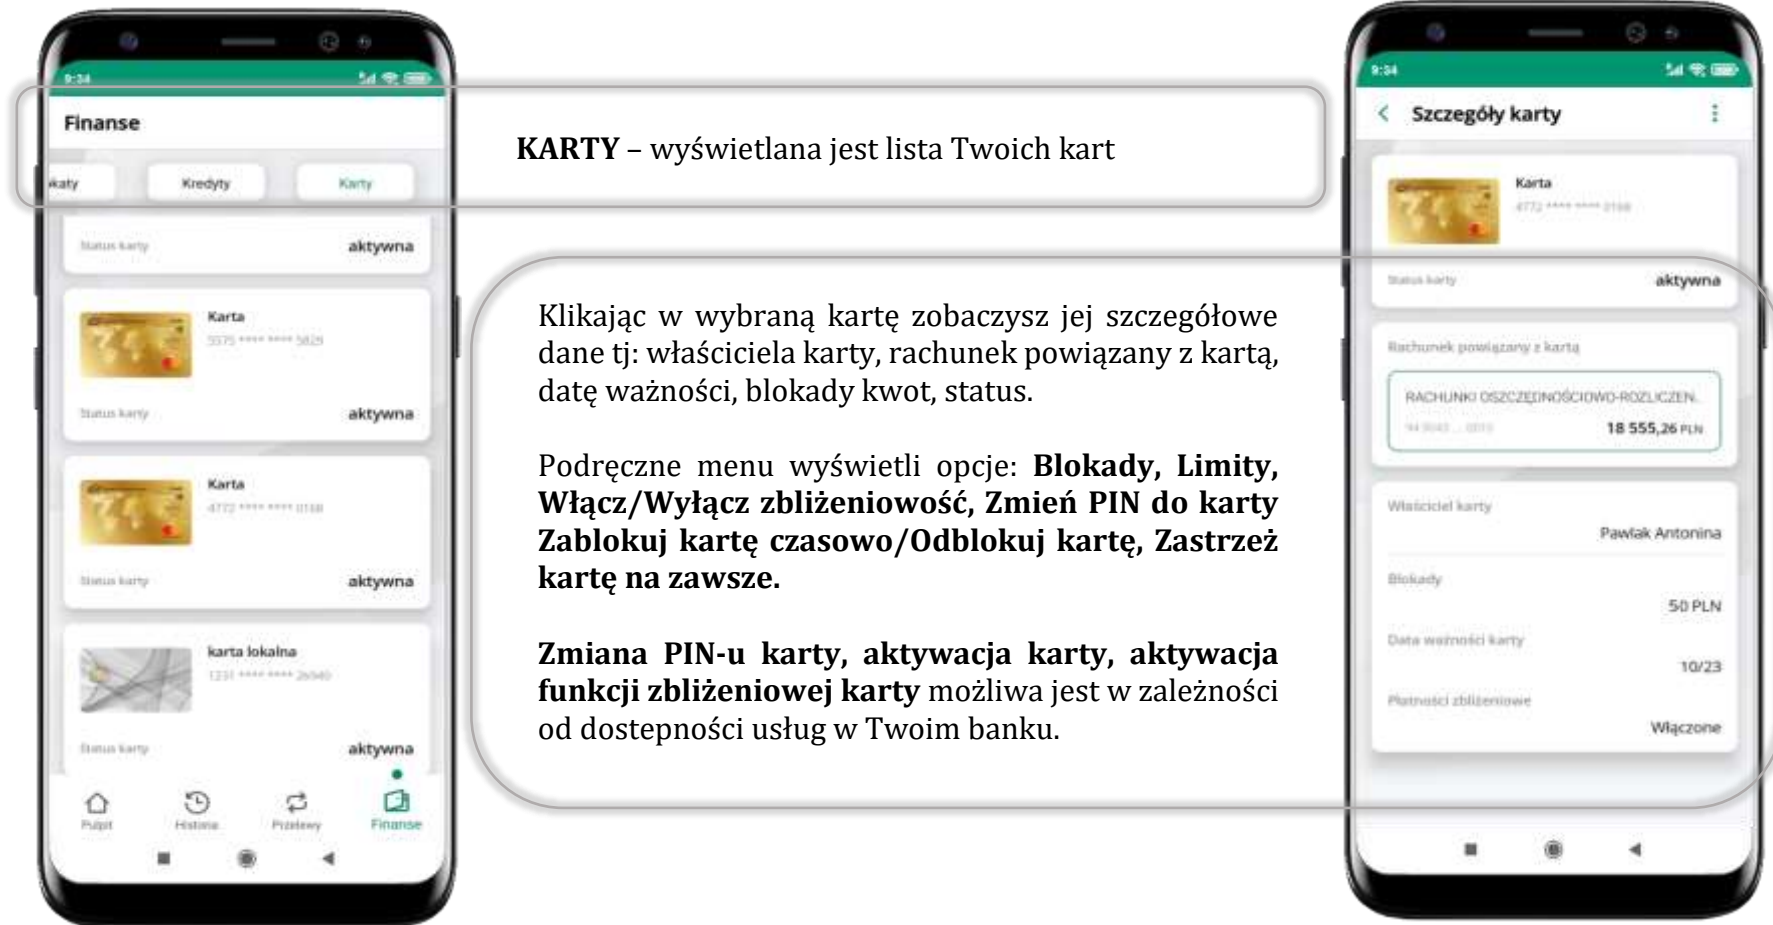 9:34
Finanse
Kredyty
Karty
Status karty
aktywna
Karta
5575 **** **** 5829
Status karty
aktywna
Karta
4772 **** **** 0168
Status karty
aktywna
karta lokalna
Status karty
aktywna
Pulpit
Historia
Przelewy
Finanse
KARTY – wyświetlana jest lista Twoich kart
Klikając w wybraną kartę zobaczysz jej szczegółowe
dane tj: właściciela karty, rachunek powiązany z kartą,
datę ważności, blokady kwot, status.
Podręczne menu wyświetli opcje: Blokady, Limity,
Włącz/Wyłącz zbliżeniowość, Zmień PIN do karty
Zablokuj kartę czasowo/Odblokuj kartę, Zastrzeż
kartę na zawsze.
Zmiana PIN-u karty, aktywacja karty, aktywacja
funkcji zbliżeniowej karty możliwa jest w zależności
od dostepności usług w Twoim banku.
9:34
Szczegóły karty
Karta
4772 **** **** 0168
Status karty
aktywna
Rachunek powiązany z kartą
RACHUNKI OSZCZĘDNOŚCIOWO-ROZLICZEN.
18 555,26 PLN
Właściciel karty
Pawlak Antonina
Blokady
50 PLN
Data ważności karty
10/23
Płatności zbliżeniowe
Włączone